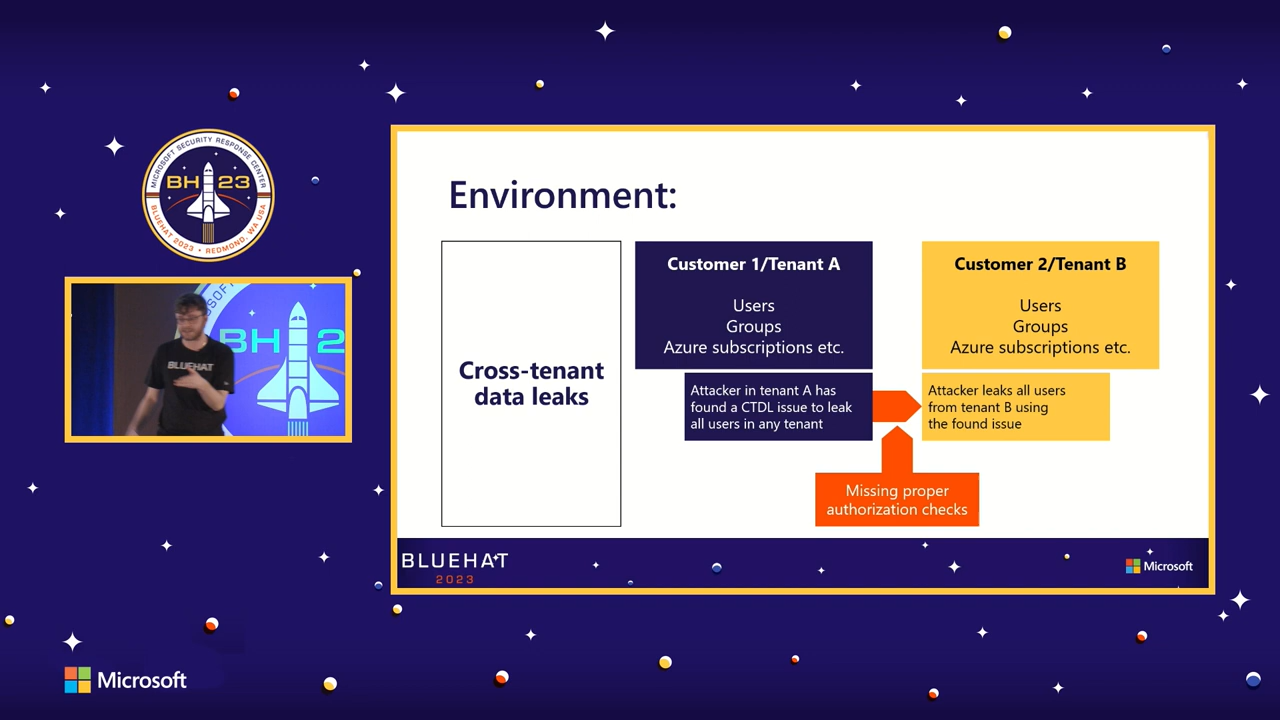 MICROSOFT SECURITY RESPONSE CENTER
BH 23
BLUEHAT 2023 • REDMOND, WA USA
BLUEHAT
BH 2
Environment:
Cross-tenant
data leaks
Customer 1/Tenant A
Users
Groups
Azure subscriptions etc.
Attacker in tenant A has
found a CTDL issue to leak
all users in any tenant
Customer 2/Tenant B
Users
Groups
Azure subscriptions etc.
Attacker leaks all users
from tenant B using
the found issue
Missing proper
authorization checks
BLUEHAT
2023
Microsoft
Microsoft